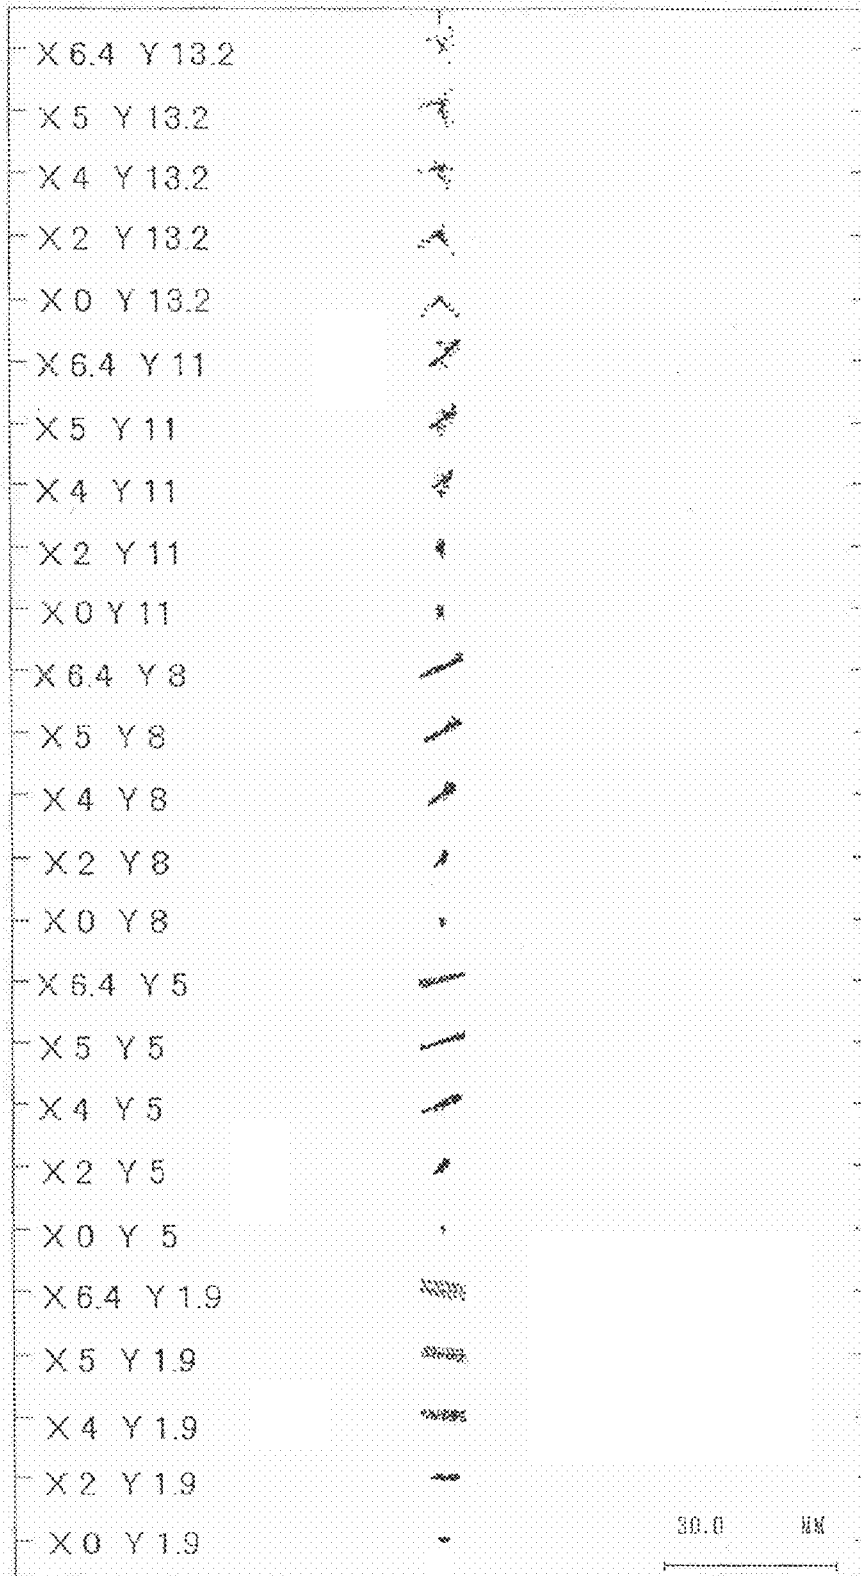 X 6.4 Y 13.2
X 5 Y 13.2
X 4 Y 13.2
X 2 Y 13.2
X 0 Y 13.2
X 6.4 Y 11
X 5 Y 11
X 4 Y 11
X 2 Y 11
X 0 Y 11
X 6.4 Y 8
X 5 Y 8
X 4 Y 8
X 2 Y 8
X 0 Y 8
X 6.4 Y 5
X 5 Y 5
X 4 Y 5
X 2 Y 5
X 0 Y 5
X 6.4 Y 1.9
X 5 Y 1.9
X 4 Y 1.9
X 2 Y 1.9
X 0 Y 1.9
30.0 MM